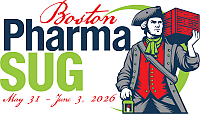 Boston
Pharma
SUG
May 31 - June 3, 2026